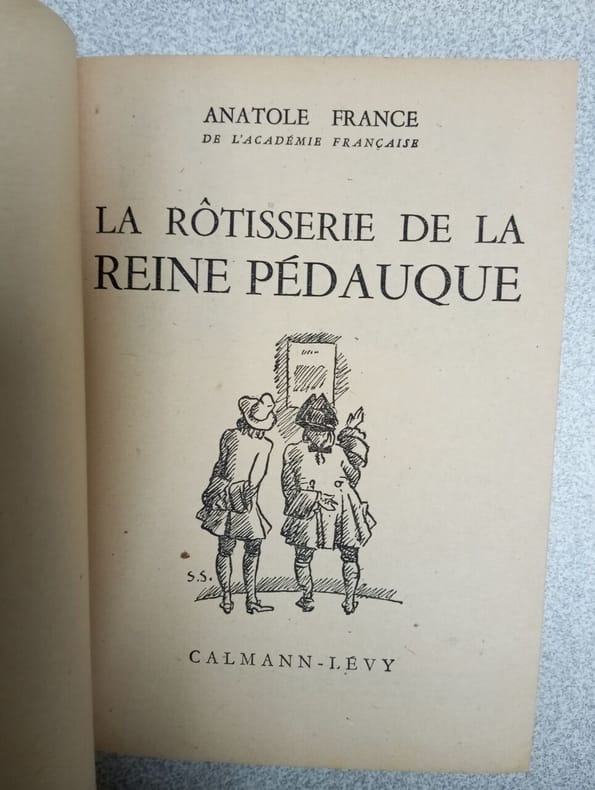 ANATOLE FRANCE
DE L'ACADÉMIE FRANÇAISE
LA RÔTISSERIE DE LA
REINE PÉDAUQUE
S.S.
CALMANN-LÉVY